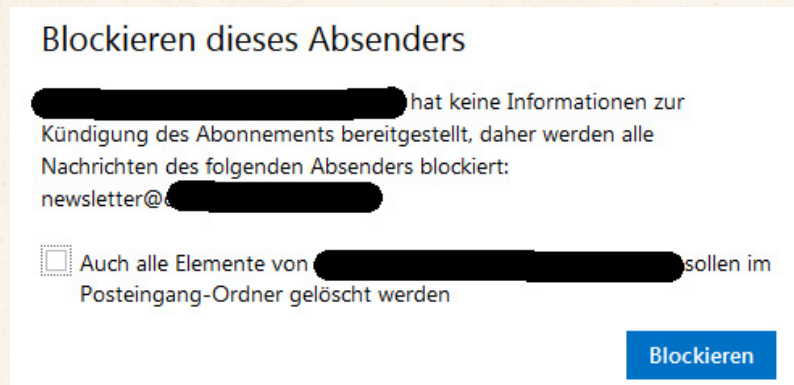 Blockieren dieses Absenders
hat keine Informationen zur
Kündigung des Abonnements bereitgestellt, daher werden alle
Nachrichten des folgenden Absenders blockiert:
newsletter@
Auch alle Elemente von sollen im
Posteingang-Ordner gelöscht werden
Blockieren